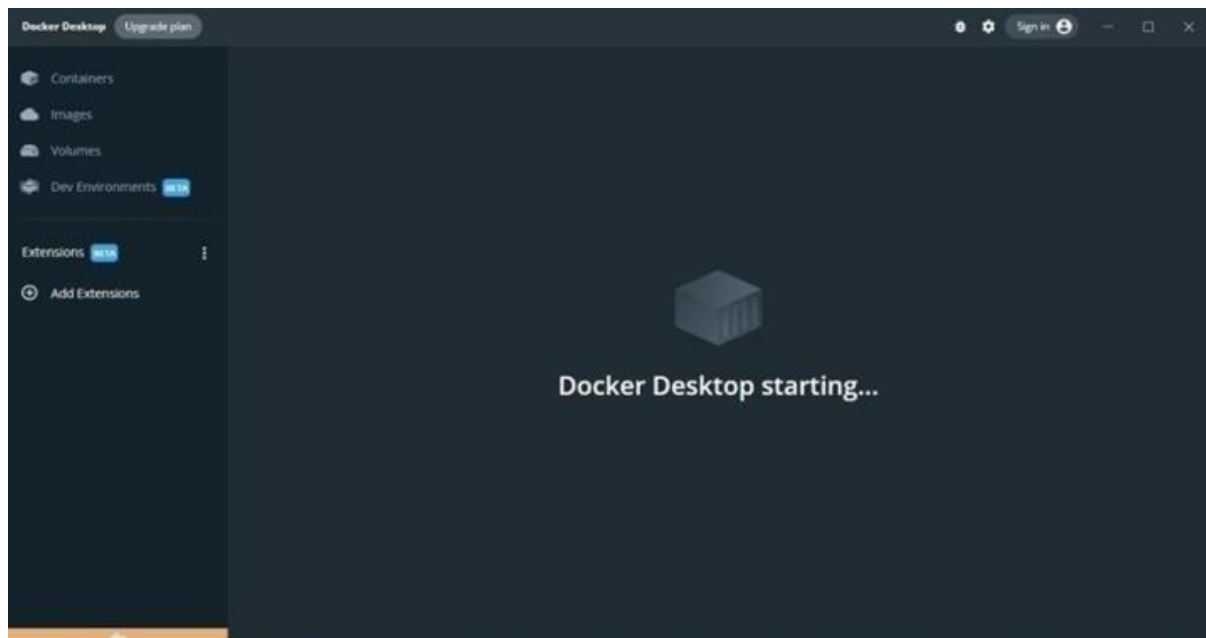 Docker Desktop Upgrade plan Sign in
Containers
Images
Volumes
Dev Environments BETA
Extensions BETA
Add Extensions
Docker Desktop starting...